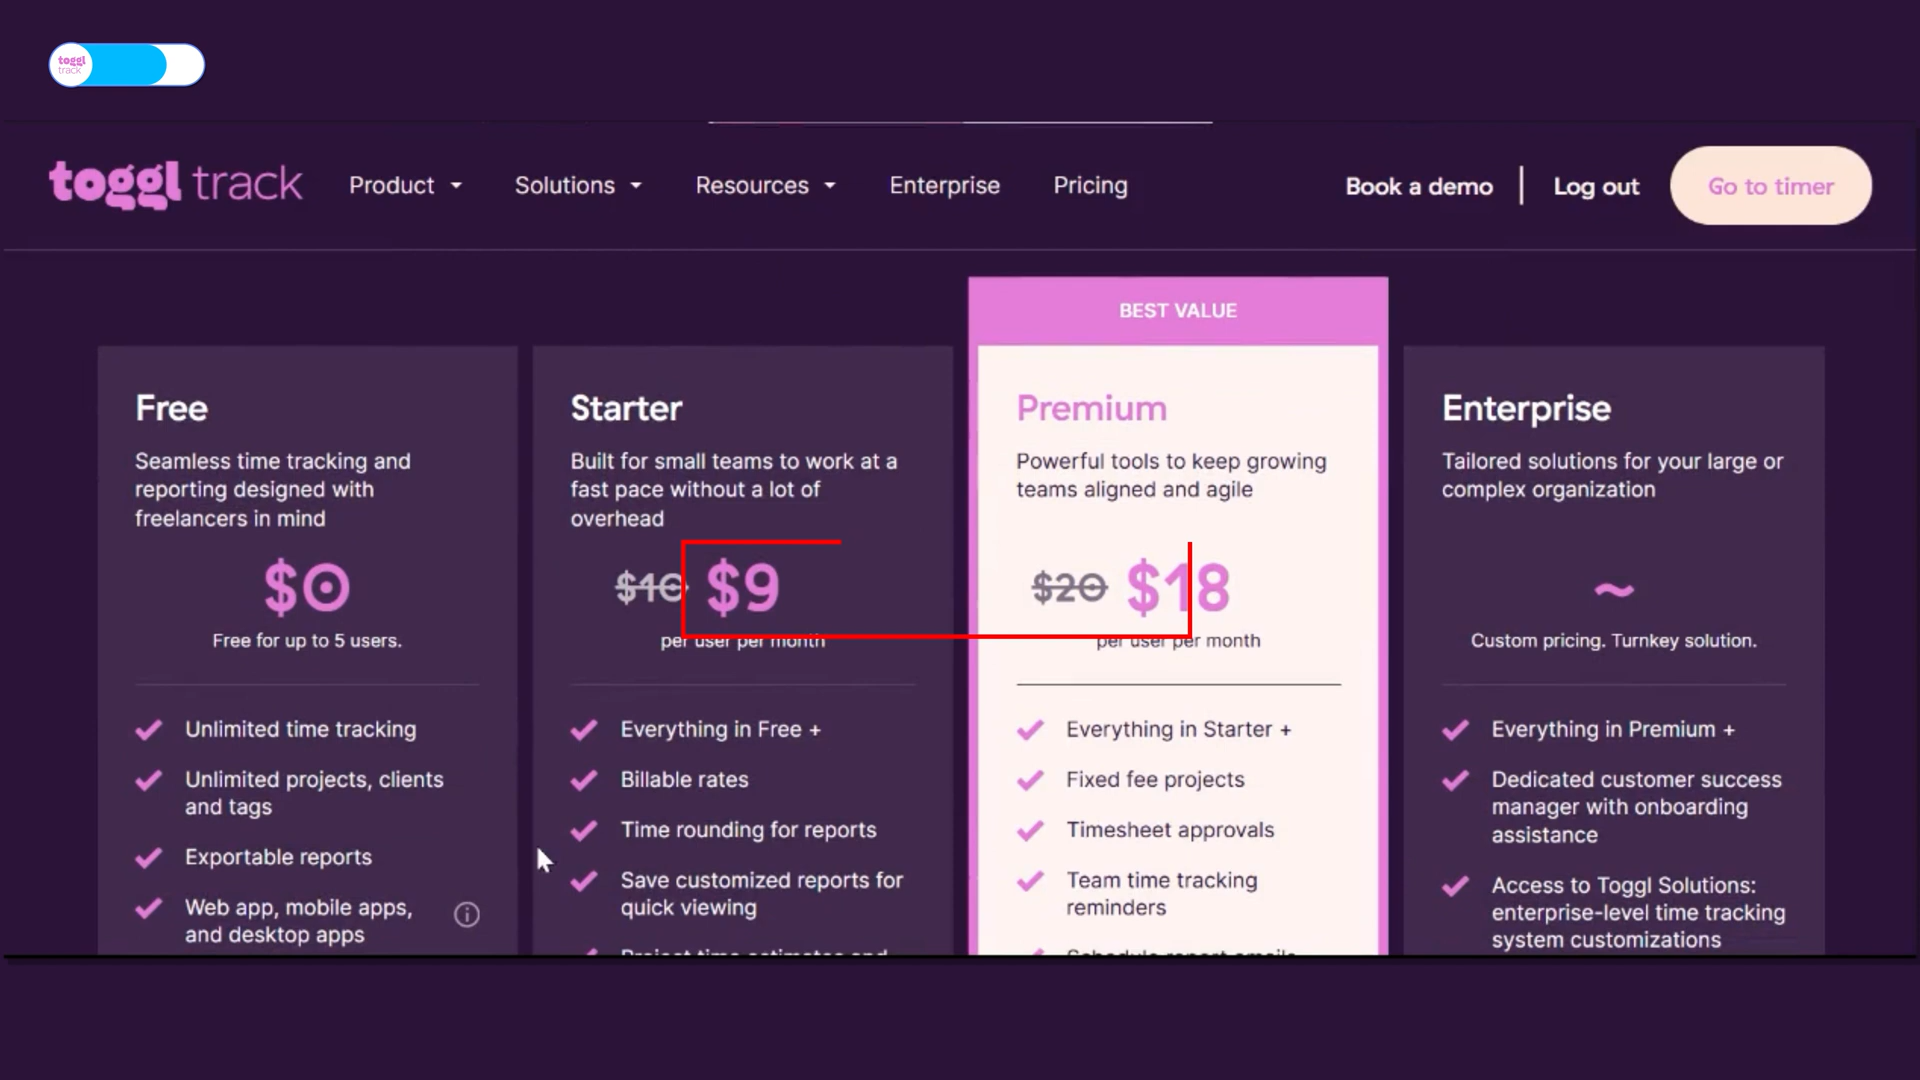 toggl
track
toggl track
Product
Solutions
Resources
Enterprise
Pricing
Book a demo
Log out
Go to timer
BEST VALUE
Free
Seamless time tracking and
reporting designed with
freelancers in mind
$0
Free for up to 5 users.
Unlimited time tracking
Unlimited projects, clients
and tags
Exportable reports
Web app, mobile apps,
and desktop apps
Starter
Built for small teams to work at a
fast pace without a lot of
overhead
$10 $9
per user per month
Everything in Free +
Billable rates
Time rounding for reports
Save customized reports for
quick viewing
Project time estimates and
Premium
Powerful tools to keep growing
teams aligned and agile
$20 $18
per user per month
Everything in Starter +
Fixed fee projects
Timesheet approvals
Team time tracking
reminders
Schedule report emails
Enterprise
Tailored solutions for your large or
complex organization
~
Custom pricing. Turnkey solution.
Everything in Premium +
Dedicated customer success
manager with onboarding
assistance
Access to Toggl Solutions:
enterprise-level time tracking
system customizations